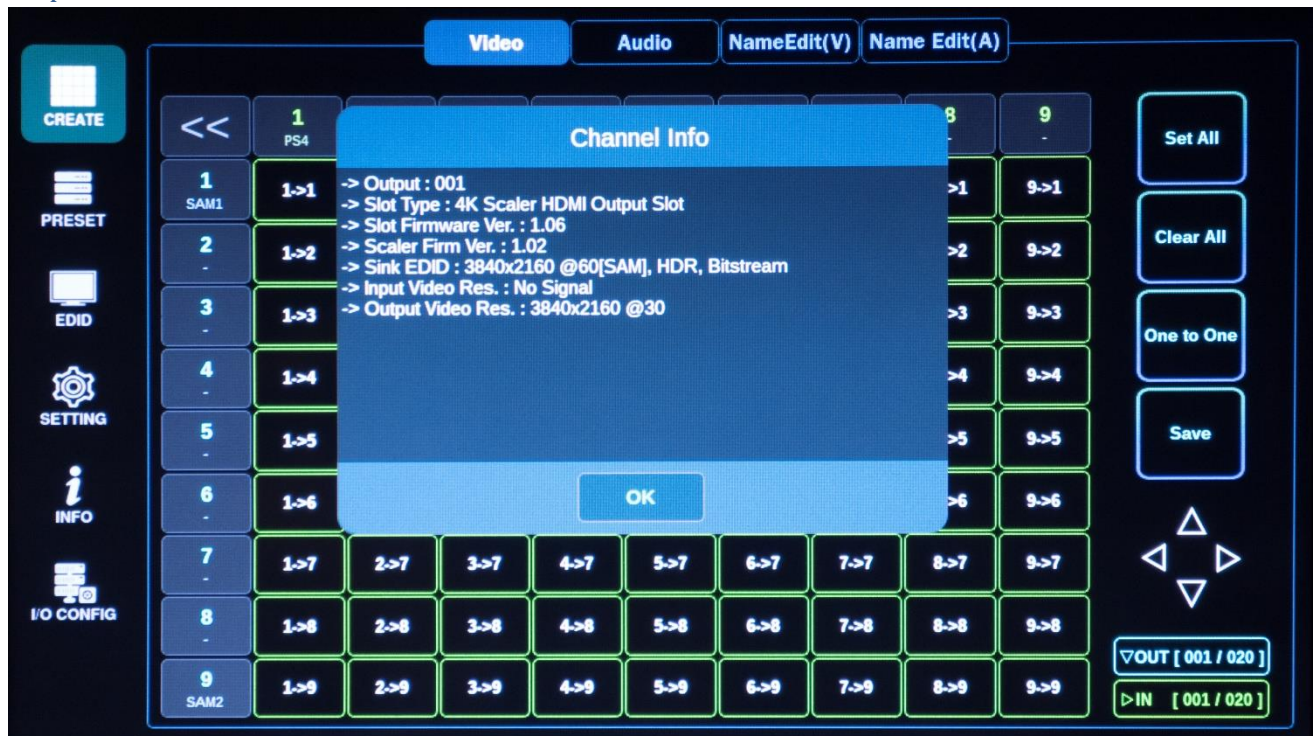 Video
Audio
NameEdit(V)
Name Edit(A)
CREATE
PRESET
EDID
SETTING
INFO
I/O CONFIG
<<
1
PS4
8
-
9
-
1
SAM1
1->1
>1
9->1
2
-
1->2
>2
9->2
3
-
1->3
>3
9->3
4
-
1->4
>4
9->4
5
-
1->5
>5
9->5
6
-
1->6
>6
9->6
7
-
1->7
2->7
3->7
4->7
5->7
6->7
7->7
8->7
9->7
8
-
1->8
2->8
3->8
4->8
5->8
6->8
7->8
8->8
9->8
9
SAM2
1->9
2->9
3->9
4->9
5->9
6->9
7->9
8->9
9->9
Channel Info
-> Output : 001
-> Slot Type : 4K Scaler HDMI Output Slot
-> Slot Firmware Ver. : 1.06
-> Scaler Firm Ver. : 1.02
-> Sink EDID : 3840x2160 @60[SAM], HDR, Bitstream
-> Input Video Res. : No Signal
-> Output Video Res. : 3840x2160 @30
OK
Set All
Clear All
One to One
Save
▽OUT [ 001 / 020 ]
▷IN [ 001 / 020 ]